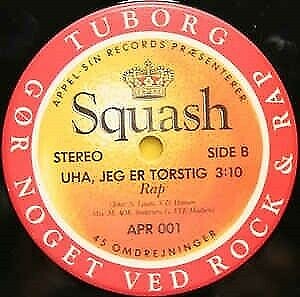 TUBORG
GØR NOGET VED ROCK & RAP
APPEL SIN RECORDS PRÆSENTERER
Squash
STEREO SIDE B
UHA, JEG ER TØRSTIG 3:10
Rap
APR 001
45 OMDREJNINGER